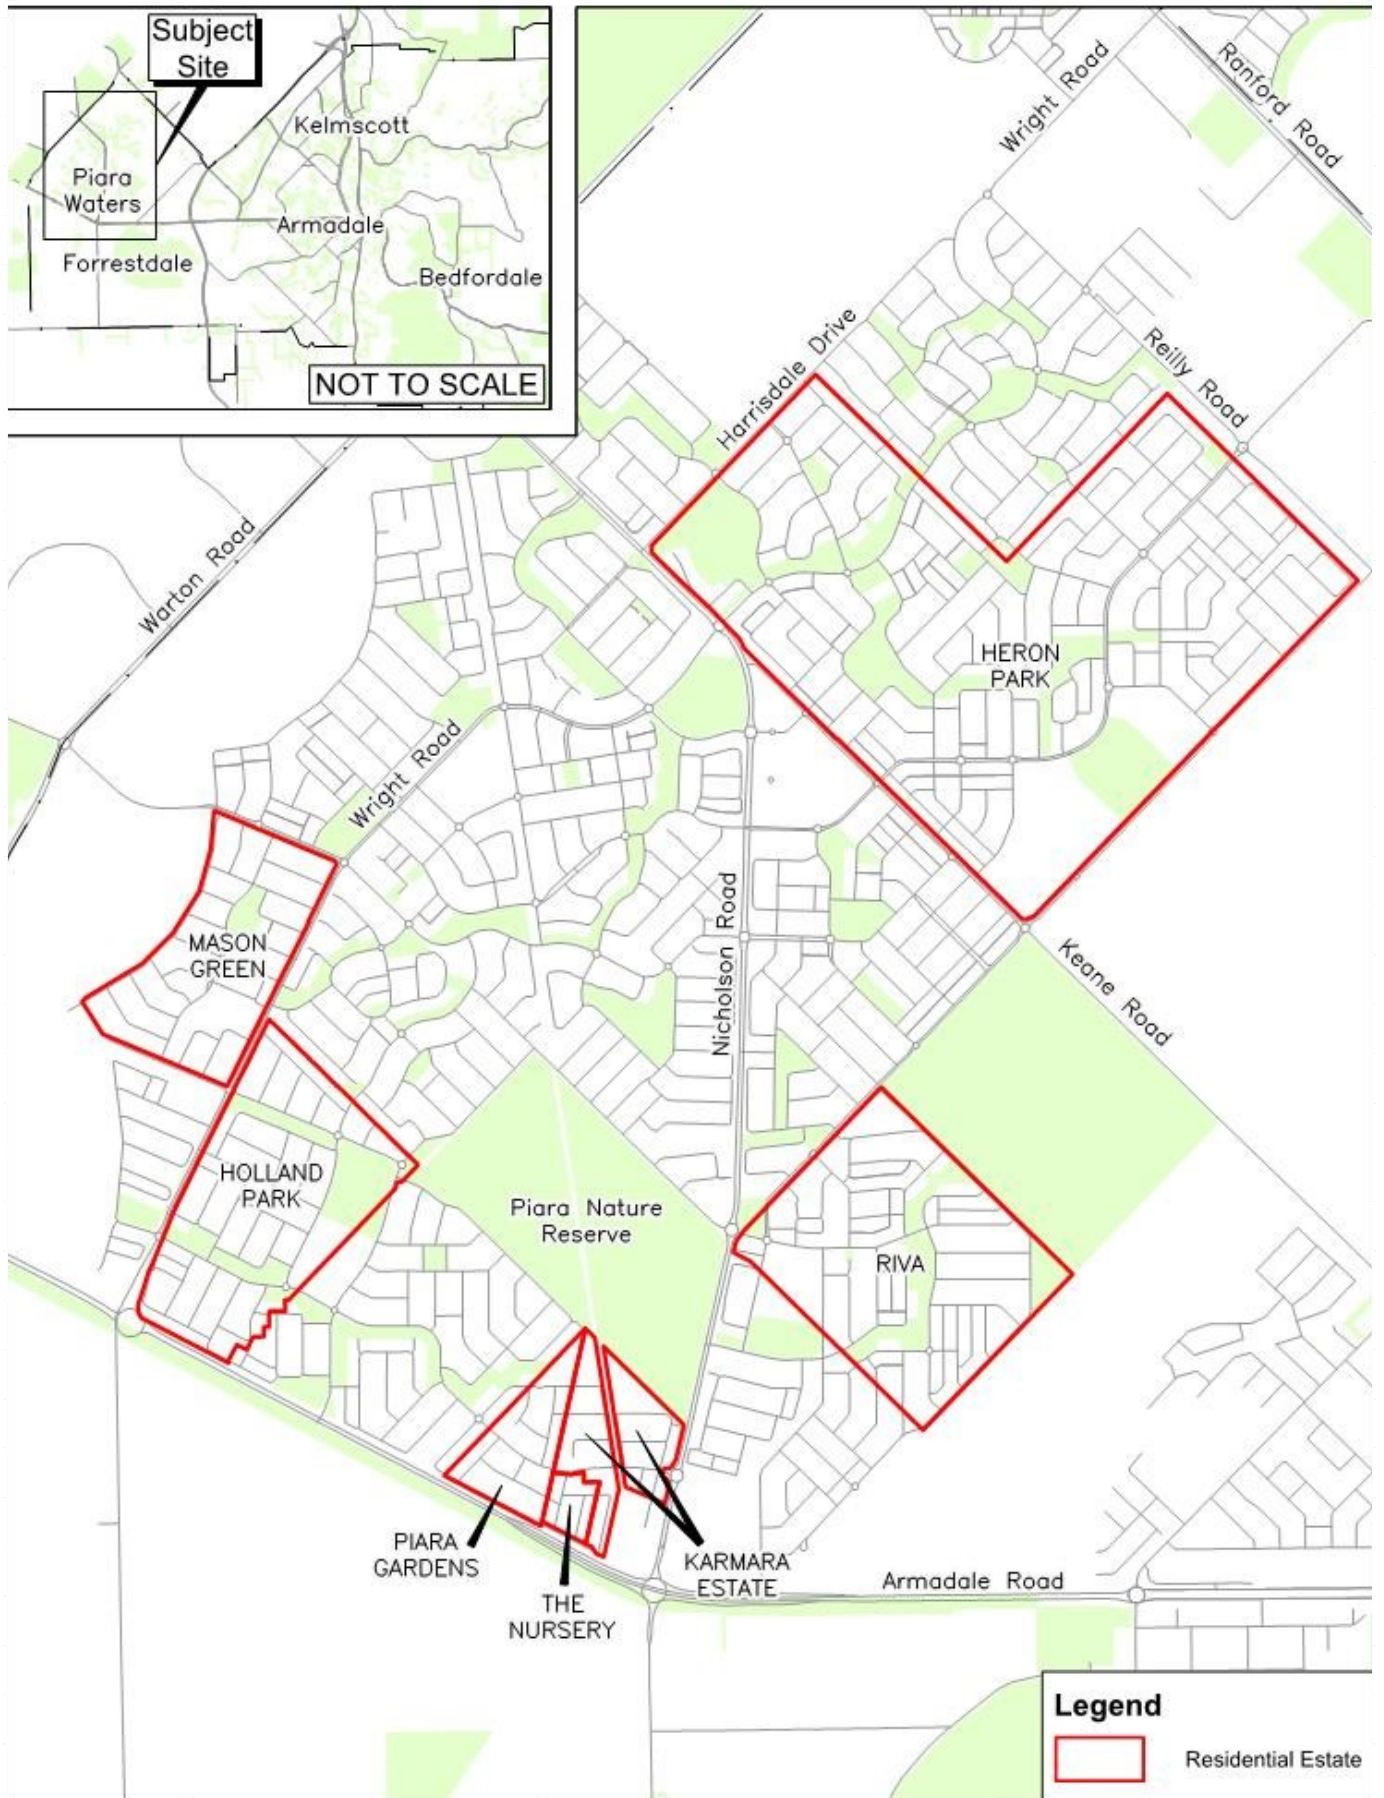 Subject
Site
Kelmscott
Piara
Waters
Armadale
Forrestdale
Bedfordale
NOT TO SCALE
Wright Road
Ranford Road
Harrisdale Drive
Reilly Road
Warton Road
HERON
PARK
Wright Road
Nicholson Road
MASON
GREEN
Keane Road
HOLLAND
PARK
Piara Nature
Reserve
RIVA
PIARA
GARDENS
THE
NURSERY
KARMARA
ESTATE
Armadale Road
Legend
Residential Estate